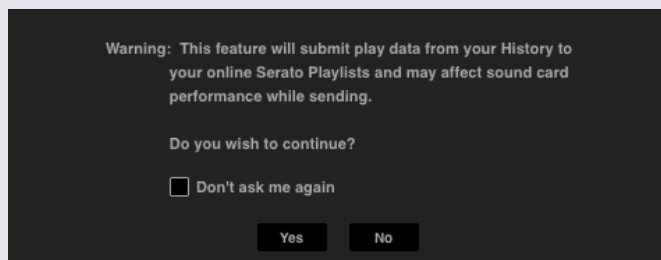 Warning: This feature will submit play data from your History to
your online Serato Playlists and may affect sound card
performance while sending.
Do you wish to continue?
Don't ask me again
Yes No